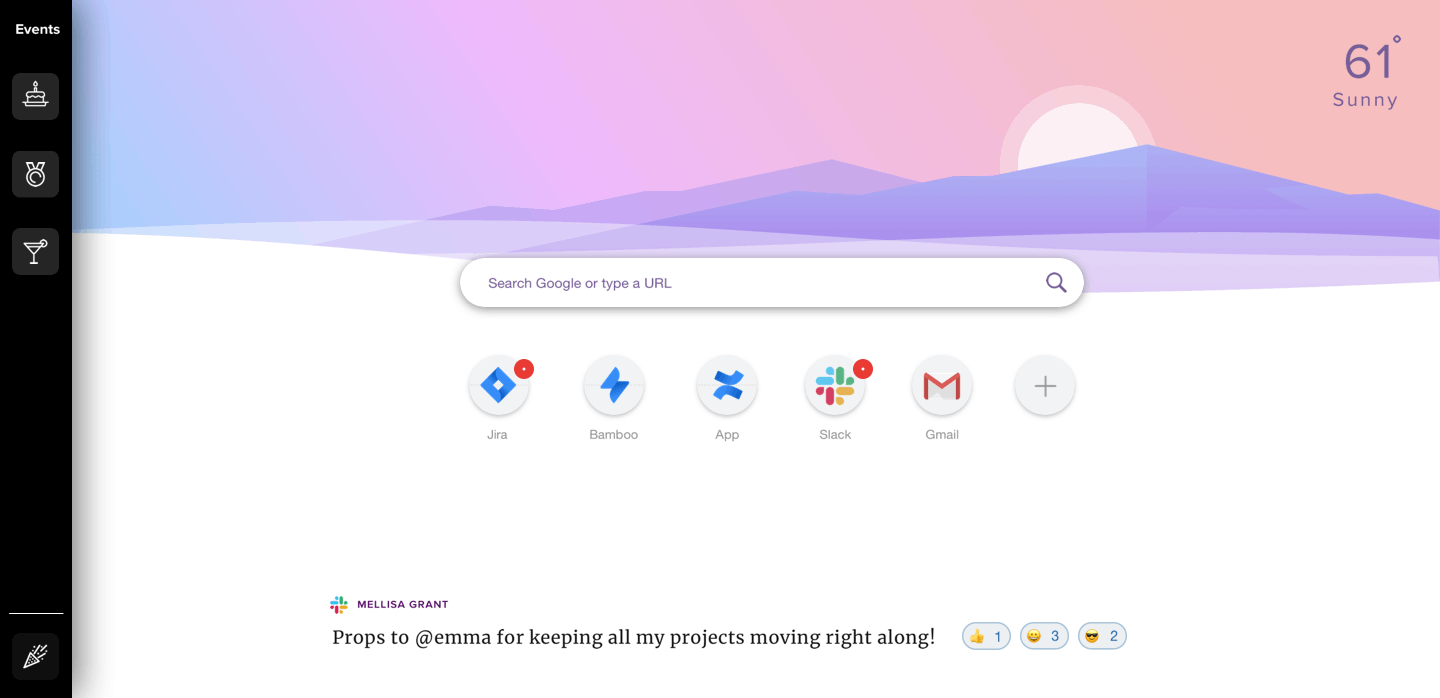 Events
61°
Sunny
Search Google or type a URL
Jira
Bamboo
App
Slack
Gmail
MELLISA GRANT
Props to @emma for keeping all my projects moving right along!
👍 1
😀 3
😎 2